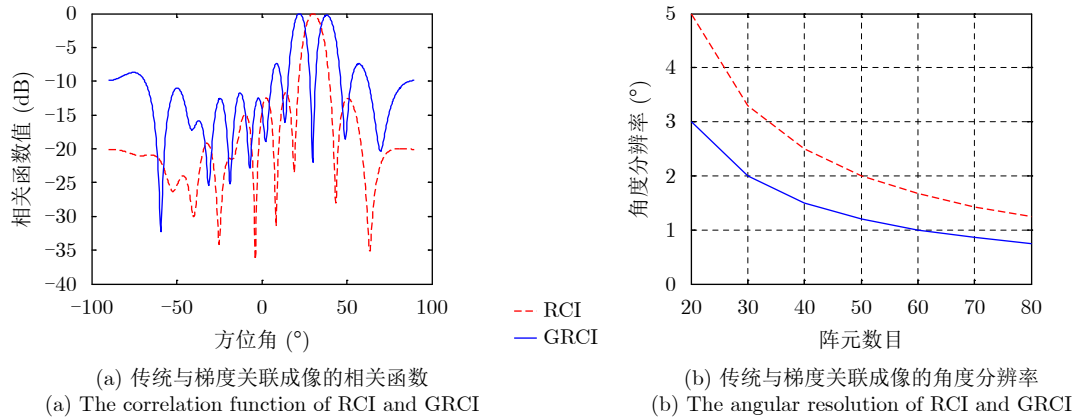 0
−5
−10
−15
−20
−25
−30
−35
−40
−100
−50
0
50
100
相关函数值 (dB)
方位角 (°)
RCI
GRCI
5
4
3
2
1
0
20
30
40
50
60
70
80
角度分辨率 (°)
阵元数目
(a) 传统与梯度关联成像的相关函数
(a) The correlation function of RCI and GRCI
(b) 传统与梯度关联成像的角度分辨率
(b) The angular resolution of RCI and GRCI